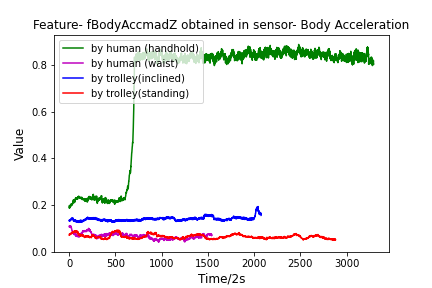 Feature- fBodyAccmadZ obtained in sensor- Body Acceleration
by human (handhold)
by human (waist)
by trolley(inclined)
by trolley(standing)
Value
0.8
0.6
0.4
0.2
0.0
0 500 1000 1500 2000 2500 3000
Time/2s